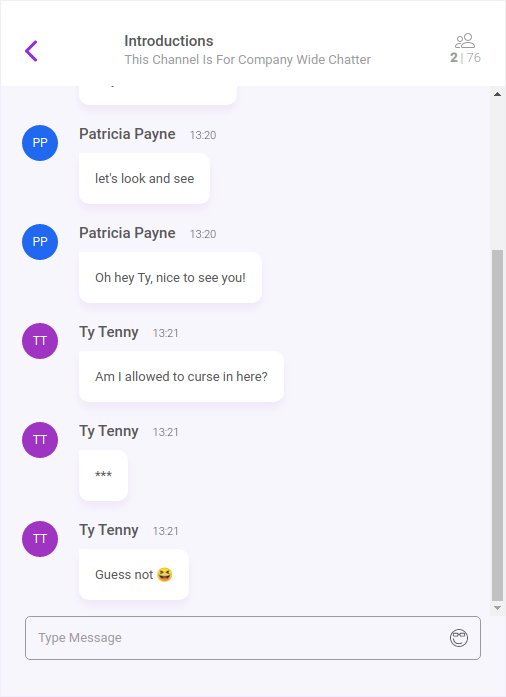 Introductions
This Channel Is For Company Wide Chatter
2 | 76
PP
Patricia Payne 13:20
let's look and see
PP
Patricia Payne 13:20
Oh hey Ty, nice to see you!
TT
Ty Tenny 13:21
Am I allowed to curse in here?
TT
Ty Tenny 13:21
***
TT
Ty Tenny 13:21
Guess not 😆
Type Message